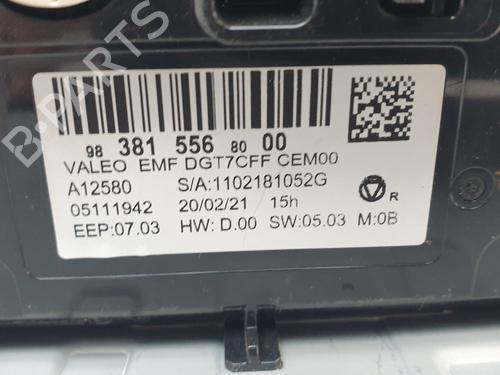 98 381 556 80 00
VALEO EMF DGT7CFF CEM00
A12580 S/A:1102181052G
05111942 20/02/21 15h
R
EEP:07.03 HW: D.00 SW:05.03 M:0B